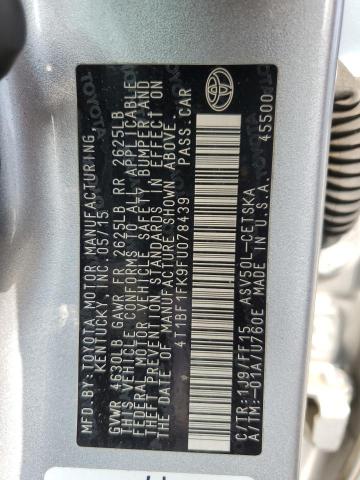 MFD.BY:TOYOTA MOTOR MANUFACTURING,
KENTUCKY, INC. 05/15
GVWR 4630LB GAWR FR 2625LB RR 2625LB
THIS VEHICLE CONFORMS TO ALL APPLICABLE
FEDERAL MOTOR VEHICLE SAFETY, BUMPER, AND
THEFT PREVENTION STANDARDS IN EFFECT ON
THE DATE OF MANUFACTURE SHOWN ABOVE.
4T1BF1FK9FU078439 PASS.CAR
C/TR:1J9/FF15 ASV50L-CETSKA
A/TM:-01A/U760E MADE IN U.S.A. 45500